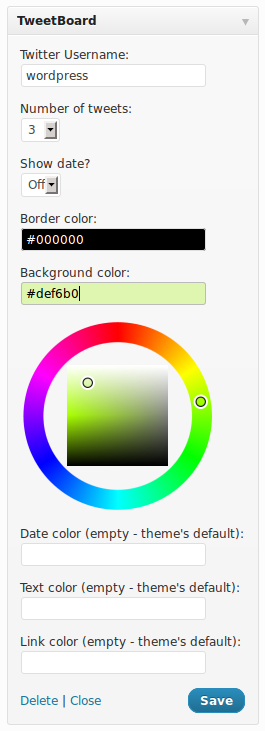 TweetBoard
Twitter Username:
wordpress
Number of tweets:
3
Show date?
Off
Border color:
#000000
Background color:
#def6b0
Date color (empty - theme's default):
Text color (empty - theme's default):
Link color (empty - theme's default):
Delete | Close
Save